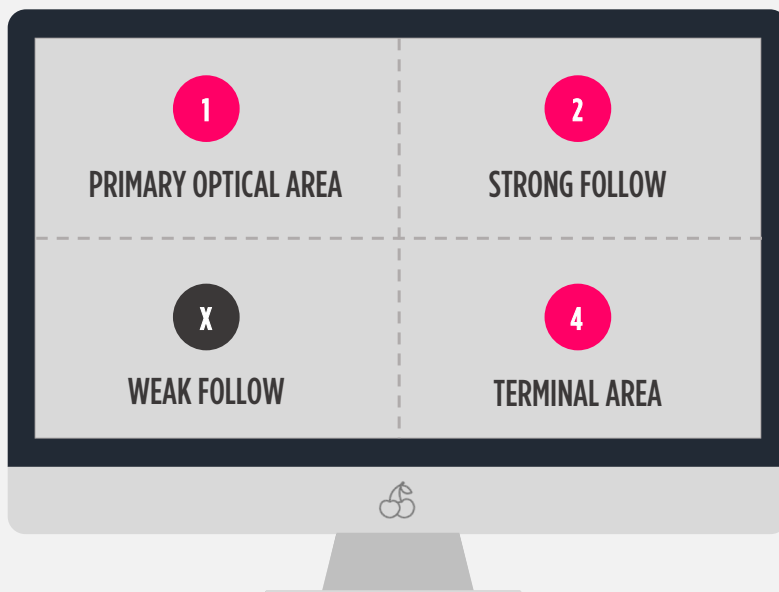 1
PRIMARY OPTICAL AREA
2
STRONG FOLLOW
X
WEAK FOLLOW
4
TERMINAL AREA